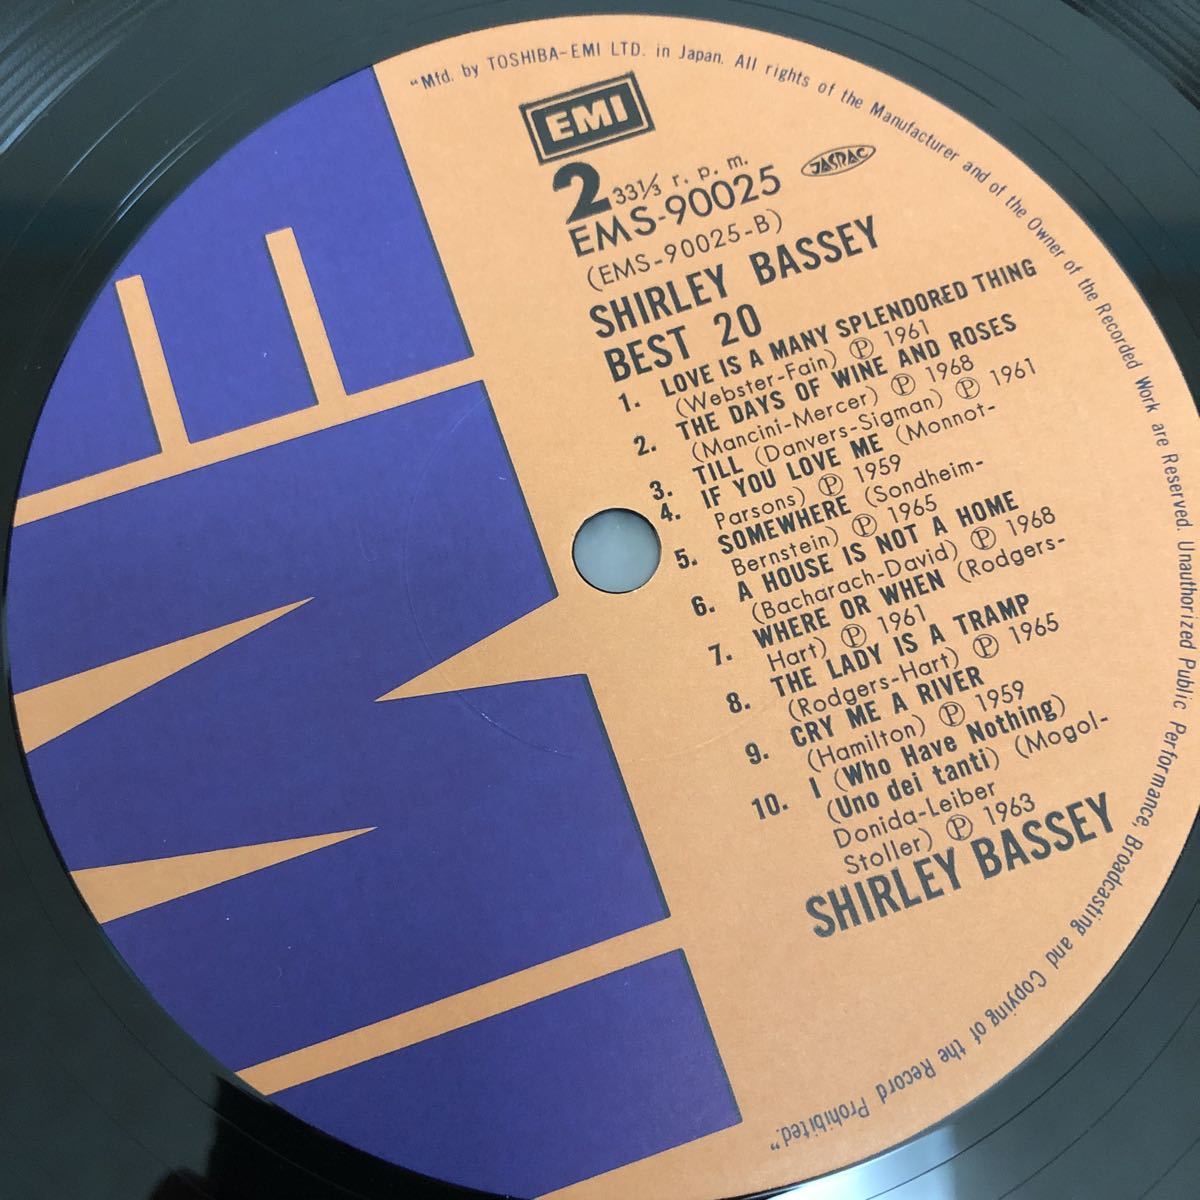 "Mfd. by TOSHIBA-EMI LTD. in Japan. All rights of the Manufacturer and of the Owner of the Recorded Work are Reserved. Unauthorized Public Performance, Broadcasting and Copying of the Record Prohibited."
EMI
2 33⅓ r. p. m. JASRAC
EMS-90025
(EMS-90025-B)
SHIRLEY BASSEY
BEST 20
1. LOVE IS A MANY SPLENDORED THING
(Webster-Fain) Ⓟ 1961
2. THE DAYS OF WINE AND ROSES
(Mancini-Mercer) Ⓟ 1968
3. TILL (Danvers-Sigman) Ⓟ 1961
4. IF YOU LOVE ME (Monnot-
Parsons) Ⓟ 1959
5. SOMEWHERE (Sondheim-
Bernstein) Ⓟ 1965
6. A HOUSE IS NOT A HOME
(Bacharach-David) Ⓟ 1968
7. WHERE OR WHEN (Rodgers-
Hart) Ⓟ 1961
8. THE LADY IS A TRAMP
(Rodgers-Hart) Ⓟ 1965
9. CRY ME A RIVER
(Hamilton) Ⓟ 1959
10. I (Who Have Nothing)
(Uno dei tanti) (Mogol-
Donida-Leiber
Stoller) Ⓟ 1963
SHIRLEY BASSEY
EMI